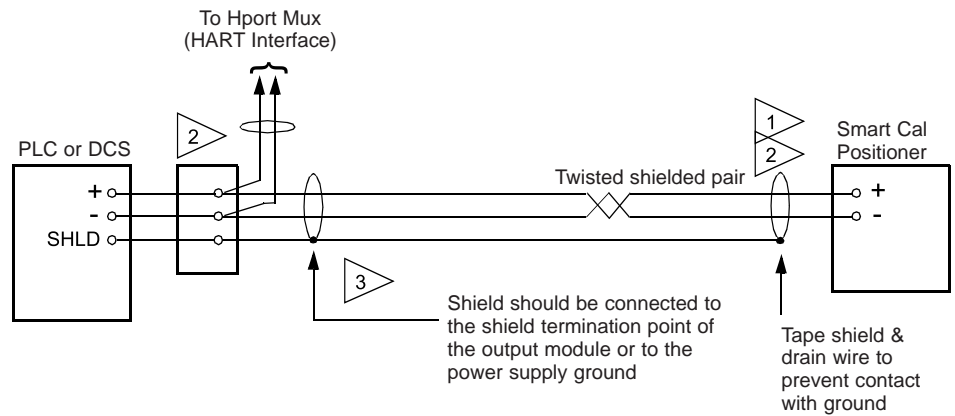 To Hport Mux
(HART Interface)
2
1
2
PLC or DCS
Smart Cal
Positioner
Twisted shielded pair
+
-
SHLD
+
-
3
Shield should be connected to
the shield termination point of
the output module or to the
power supply ground
Tape shield &
drain wire to
prevent contact
with ground